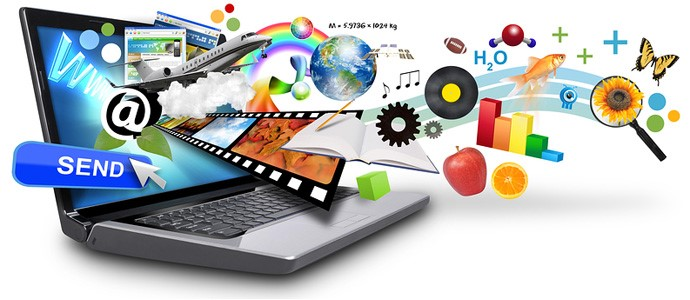 M = 5.9736 × 10²⁴ kg
WWW
@
H₂O
SEND